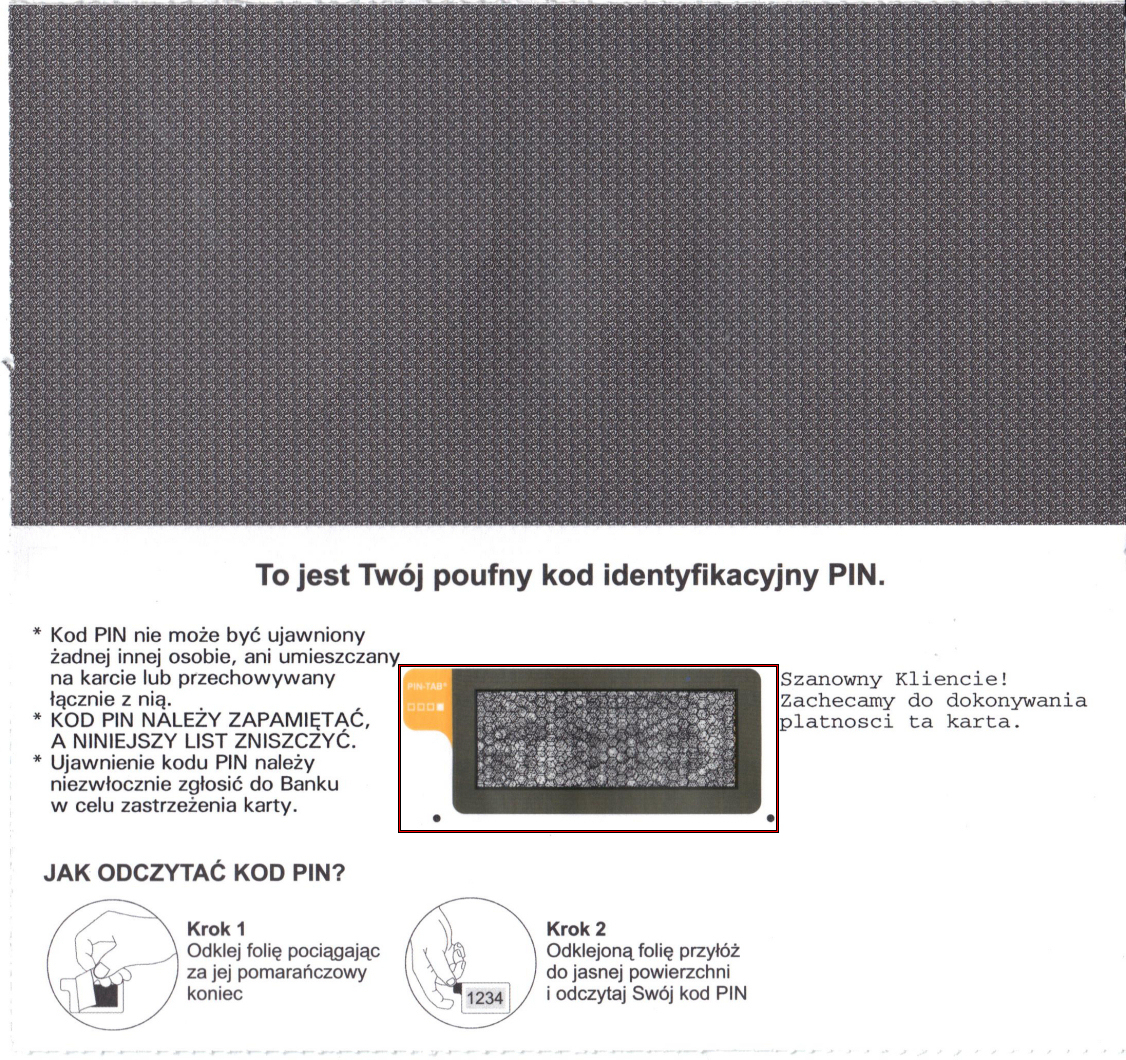 To jest Twój poufny kod identyfikacyjny PIN.
* Kod PIN nie może być ujawniony
żadnej innej osobie, ani umieszczany
na karcie lub przechowywany
łącznie z nią.
* KOD PIN NALEŻY ZAPAMIĘTAĆ,
A NINIEJSZY LIST ZNISZCZYĆ.
* Ujawnienie kodu PIN należy
niezwłocznie zgłosić do Banku
w celu zastrzeżenia karty.
PIN-TAB®
Szanowny Kliencie!
Zachecamy do dokonywania
platnosci ta karta.
JAK ODCZYTAĆ KOD PIN?
Krok 1
Odklej folię pociągając
za jej pomarańczowy
koniec
1234
Krok 2
Odklejoną folię przyłóż
do jasnej powierzchni
i odczytaj Swój kod PIN